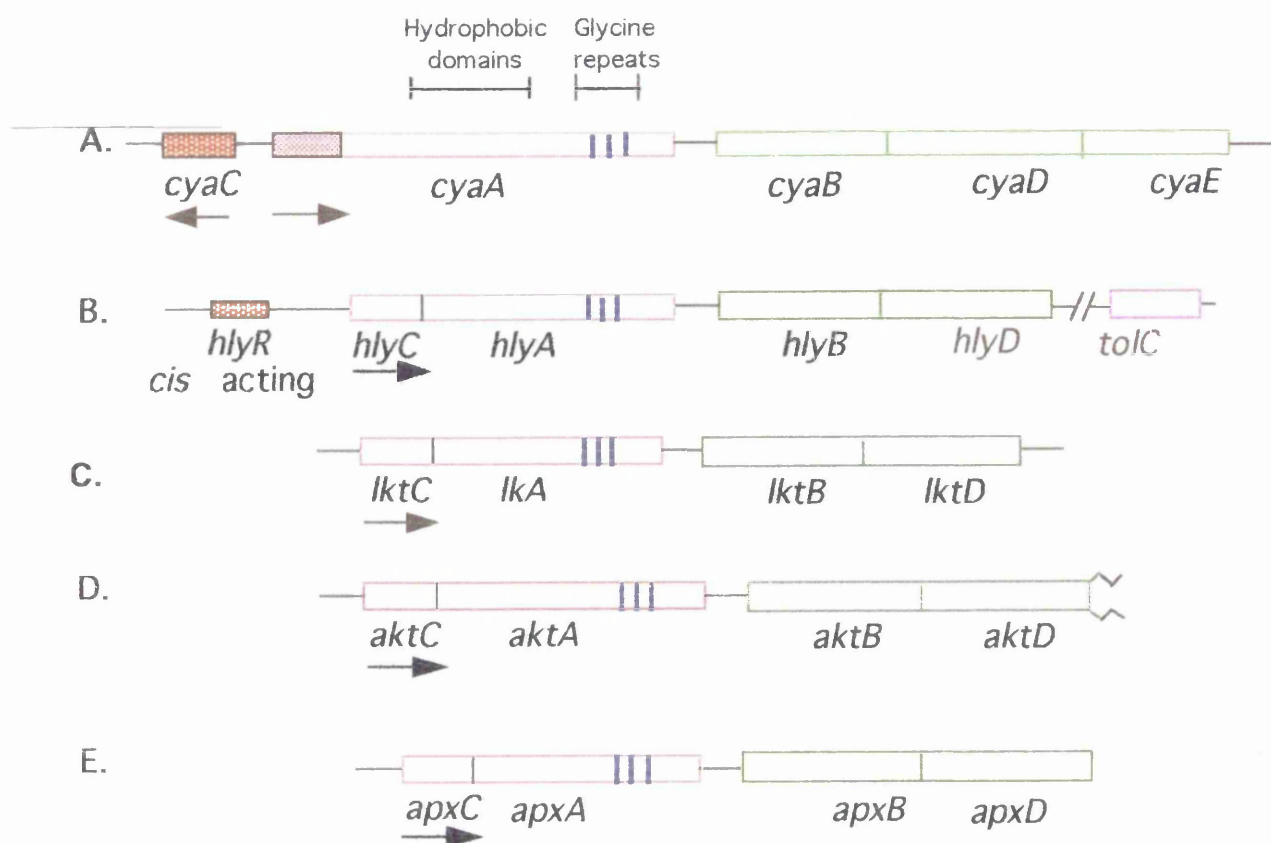 Hydrophobic domains
Glycine repeats
A.
cyaC cyaA cyaB cyaD cyaE
B.
hlyR hlyC hlyA hlyB hlyD tolC
cis acting
C.
lktC lkA lktB lktD
D.
aktC aktA aktB aktD
E.
apxC apxA apxB apxD